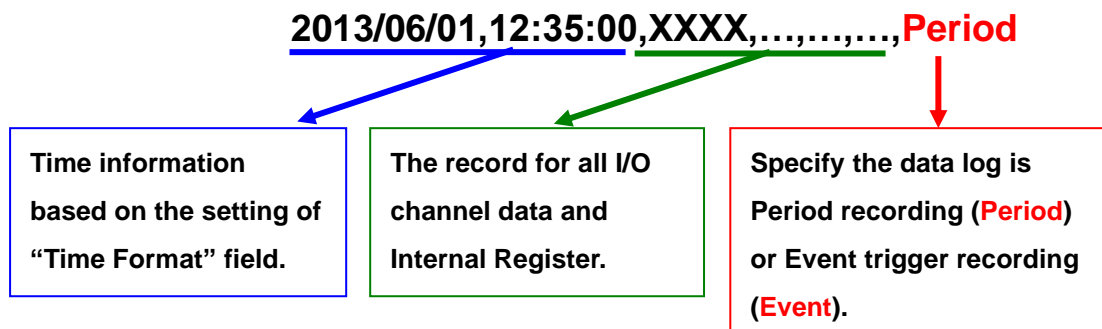 2013/06/01,12:35:00,XXXX,…,…,…,Period
Time information
based on the setting of
“Time Format” field.
The record for all I/O
channel data and
Internal Register.
Specify the data log is
Period recording (Period)
or Event trigger recording
(Event).